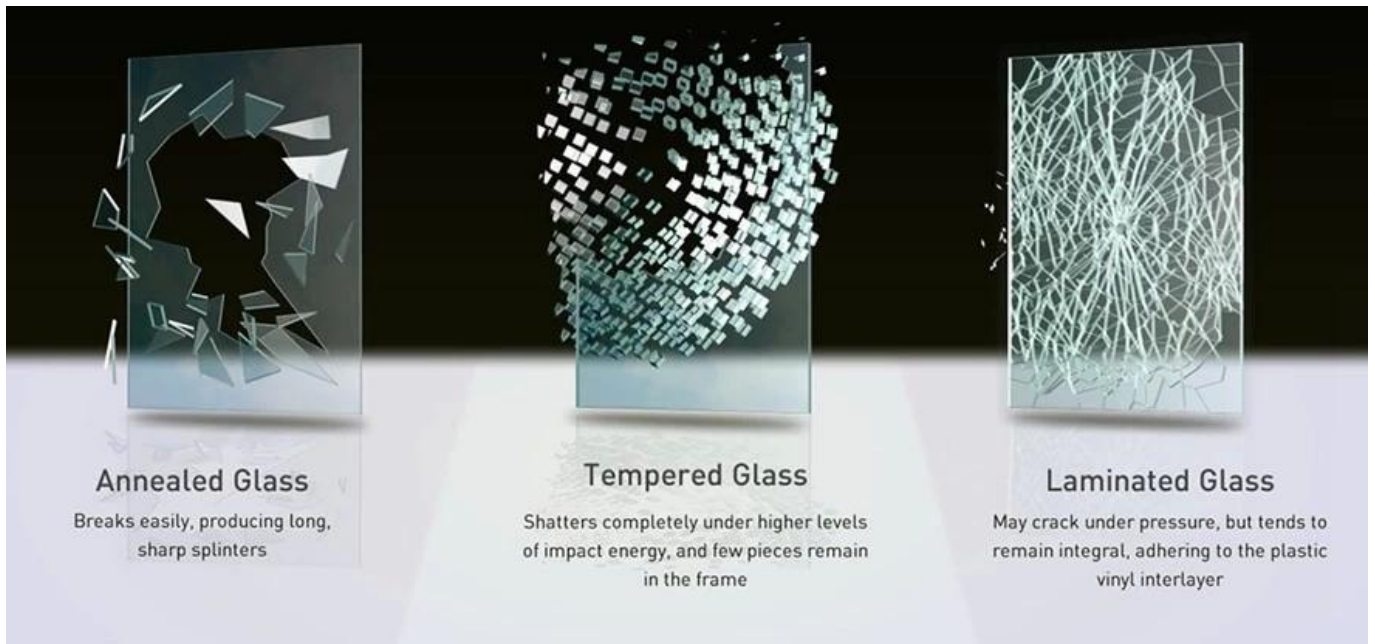 Annealed Glass
Breaks easily, producing long,
sharp splinters
Tempered Glass
Shatters completely under higher levels
of impact energy, and few pieces remain
in the frame
Laminated Glass
May crack under pressure, but tends to
remain integral, adhering to the plastic
vinyl interlayer